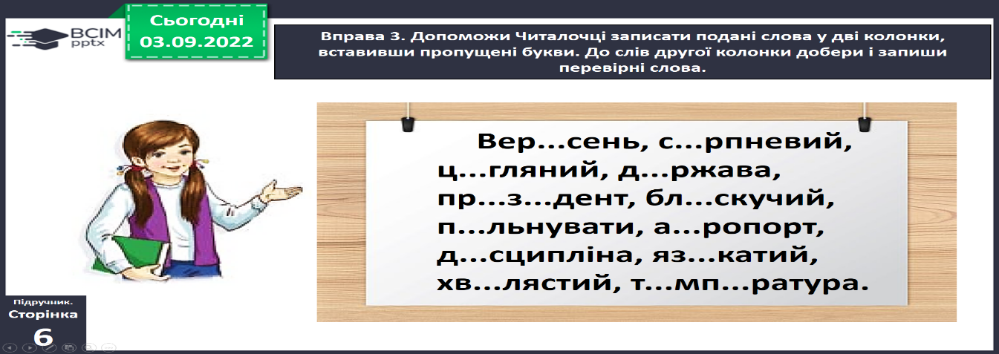 Сьогодні
03.09.2022
ВСІМ
pptx
Вправа 3. Допоможи Читалочці записати подані слова у дві колонки,
вставивши пропущені букви. До слів другої колонки добери і запиши
перевірні слова.
Вер...сень, с...рпневий,
ц...гляний, д...ржава,
пр...з...дент, бл...скучий,
п...льнувати, а...ропорт,
д...сципліна, яз...катий,
хв...лястий, т...мп...ратура.
Підручник.
Сторінка
6